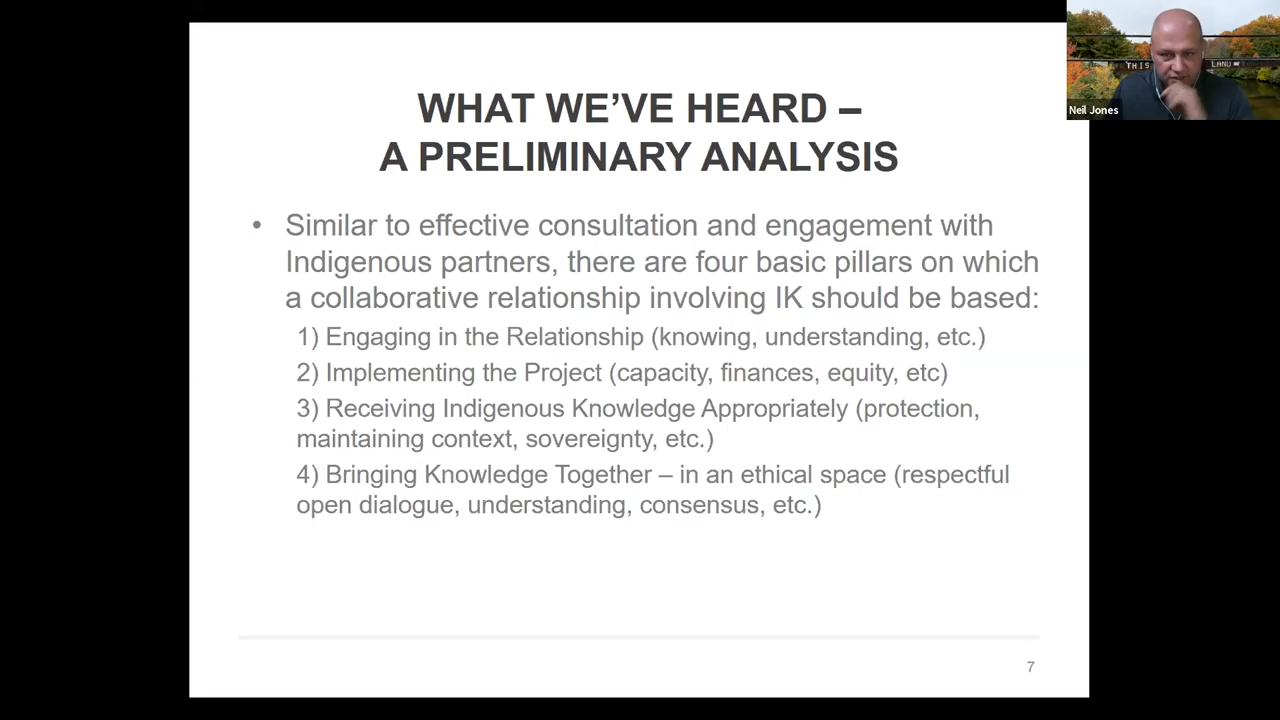 WHAT WE’VE HEARD –
A PRELIMINARY ANALYSIS
• Similar to effective consultation and engagement with
Indigenous partners, there are four basic pillars on which
a collaborative relationship involving IK should be based:
1) Engaging in the Relationship (knowing, understanding, etc.)
2) Implementing the Project (capacity, finances, equity, etc)
3) Receiving Indigenous Knowledge Appropriately (protection,
maintaining context, sovereignty, etc.)
4) Bringing Knowledge Together – in an ethical space (respectful
open dialogue, understanding, consensus, etc.)
7
THIS LAND
Neil Jones